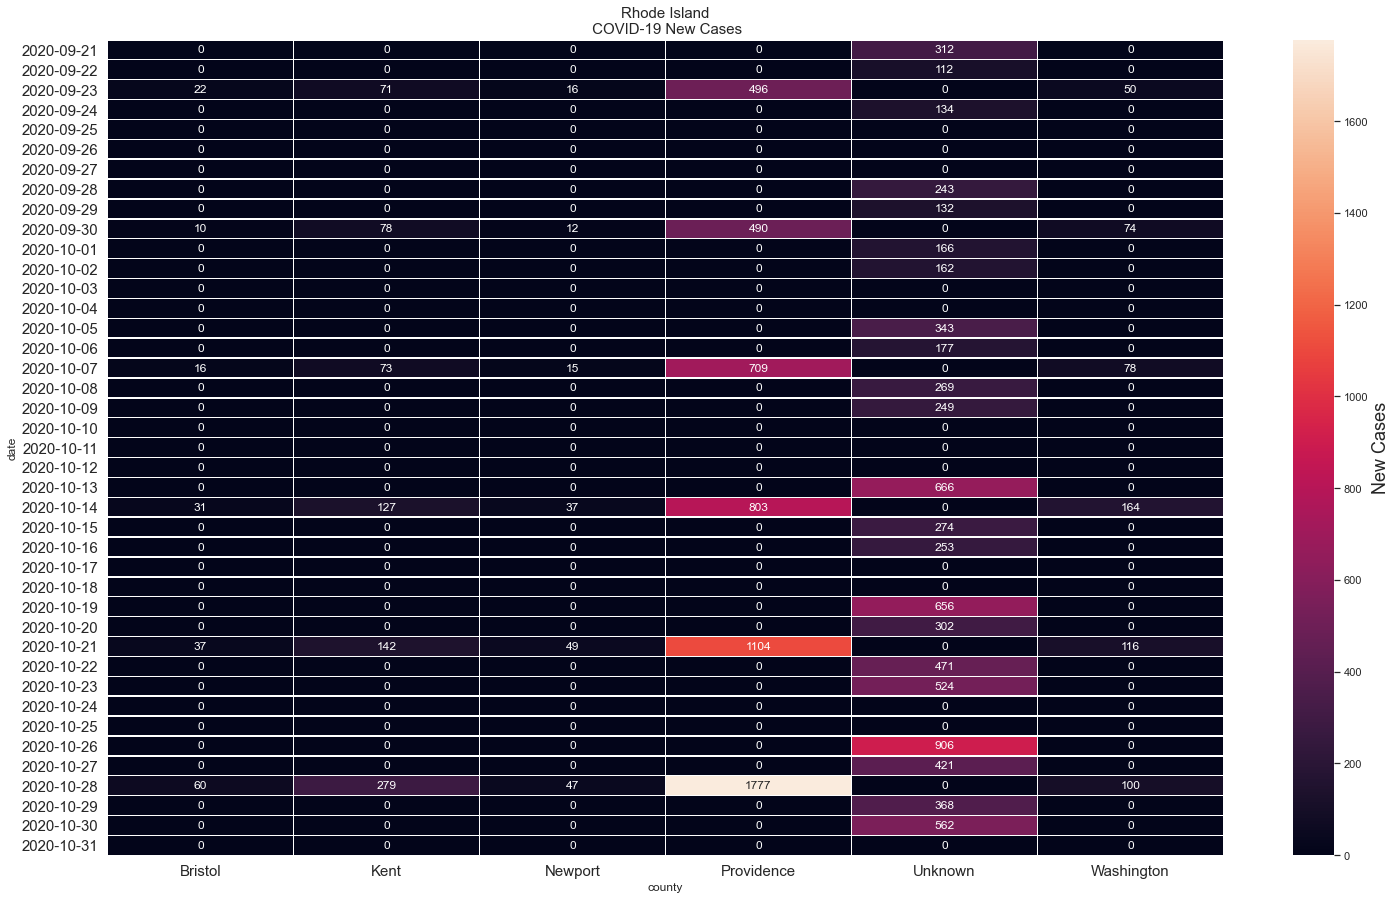 Rhode Island
COVID-19 New Cases
2020-09-21 0 0 0 0 312 0
2020-09-22 0 0 0 0 112 0
2020-09-23 22 71 16 496 0 50
2020-09-24 0 0 0 0 134 0
2020-09-25 0 0 0 0 0 0
2020-09-26 0 0 0 0 0 0
2020-09-27 0 0 0 0 0 0
2020-09-28 0 0 0 0 243 0
2020-09-29 0 0 0 0 132 0
2020-09-30 10 78 12 490 0 74
2020-10-01 0 0 0 0 166 0
2020-10-02 0 0 0 0 162 0
2020-10-03 0 0 0 0 0 0
2020-10-04 0 0 0 0 0 0
2020-10-05 0 0 0 0 343 0
2020-10-06 0 0 0 0 177 0
2020-10-07 16 73 15 709 0 78
2020-10-08 0 0 0 0 269 0
2020-10-09 0 0 0 0 249 0
2020-10-10 0 0 0 0 0 0
2020-10-11 0 0 0 0 0 0
2020-10-12 0 0 0 0 0 0
2020-10-13 0 0 0 0 666 0
2020-10-14 31 127 37 803 0 164
2020-10-15 0 0 0 0 274 0
2020-10-16 0 0 0 0 253 0
2020-10-17 0 0 0 0 0 0
2020-10-18 0 0 0 0 0 0
2020-10-19 0 0 0 0 656 0
2020-10-20 0 0 0 0 302 0
2020-10-21 37 142 49 1104 0 116
2020-10-22 0 0 0 0 471 0
2020-10-23 0 0 0 0 524 0
2020-10-24 0 0 0 0 0 0
2020-10-25 0 0 0 0 0 0
2020-10-26 0 0 0 0 906 0
2020-10-27 0 0 0 0 421 0
2020-10-28 60 279 47 1777 0 100
2020-10-29 0 0 0 0 368 0
2020-10-30 0 0 0 0 562 0
2020-10-31 0 0 0 0 0 0
Bristol Kent Newport Providence Unknown Washington
county
date
1600
1400
1200
1000
800
600
400
200
0
New Cases